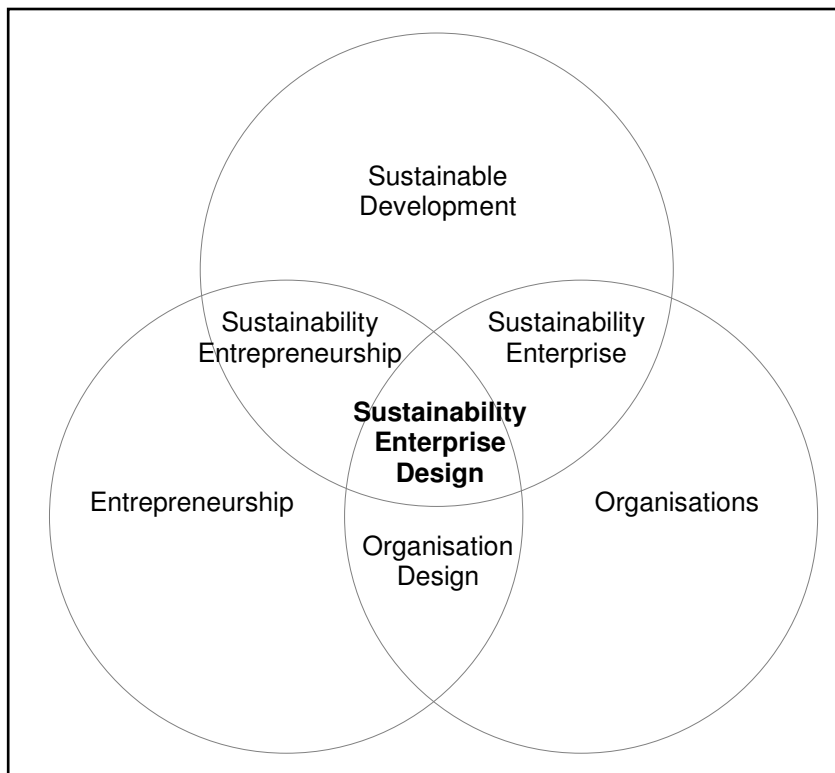 Sustainable
Development
Sustainability
Entrepreneurship
Sustainability
Enterprise
Sustainability
Enterprise
Design
Entrepreneurship
Organisations
Organisation
Design